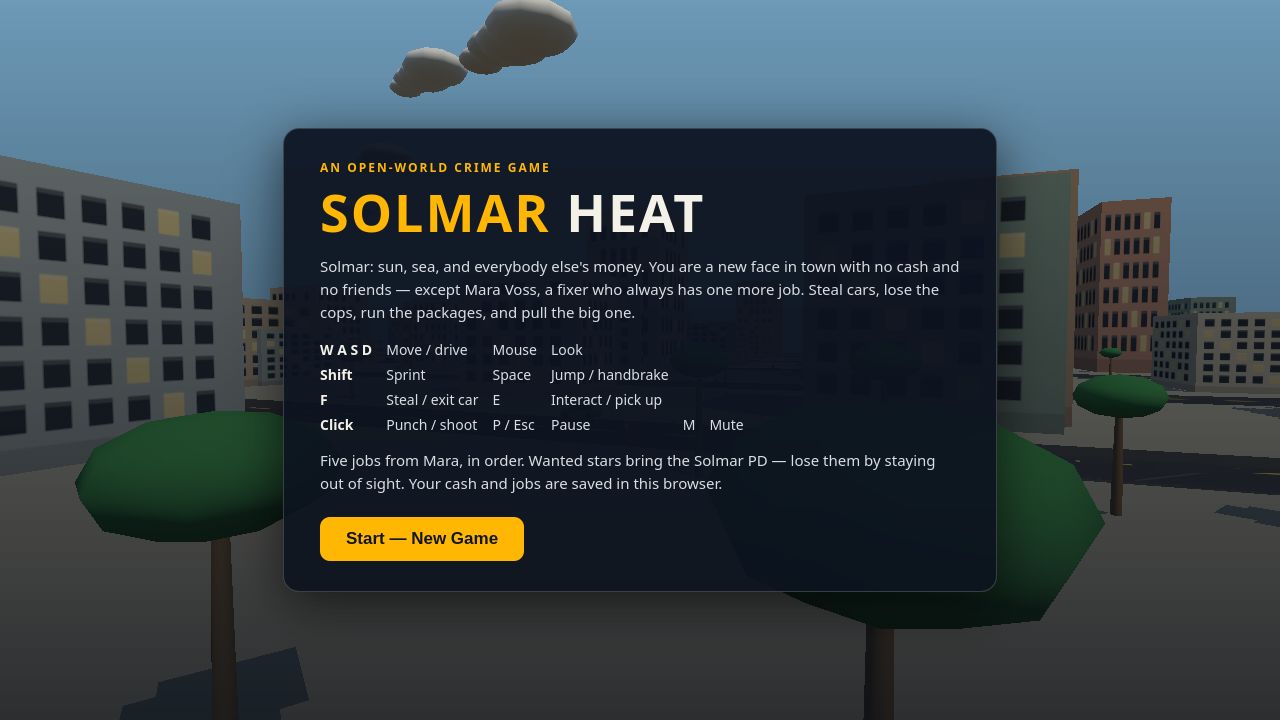 AN OPEN-WORLD CRIME GAME
SOLMAR HEAT
Solmar: sun, sea, and everybody else's money. You are a new face in town with no cash and
no friends — except Mara Voss, a fixer who always has one more job. Steal cars, lose the
cops, run the packages, and pull the big one.
W A S D Move / drive Mouse Look
Shift Sprint Space Jump / handbrake
F Steal / exit car E Interact / pick up
Click Punch / shoot P / Esc Pause M Mute
Five jobs from Mara, in order. Wanted stars bring the Solmar PD — lose them by staying
out of sight. Your cash and jobs are saved in this browser.
Start — New Game